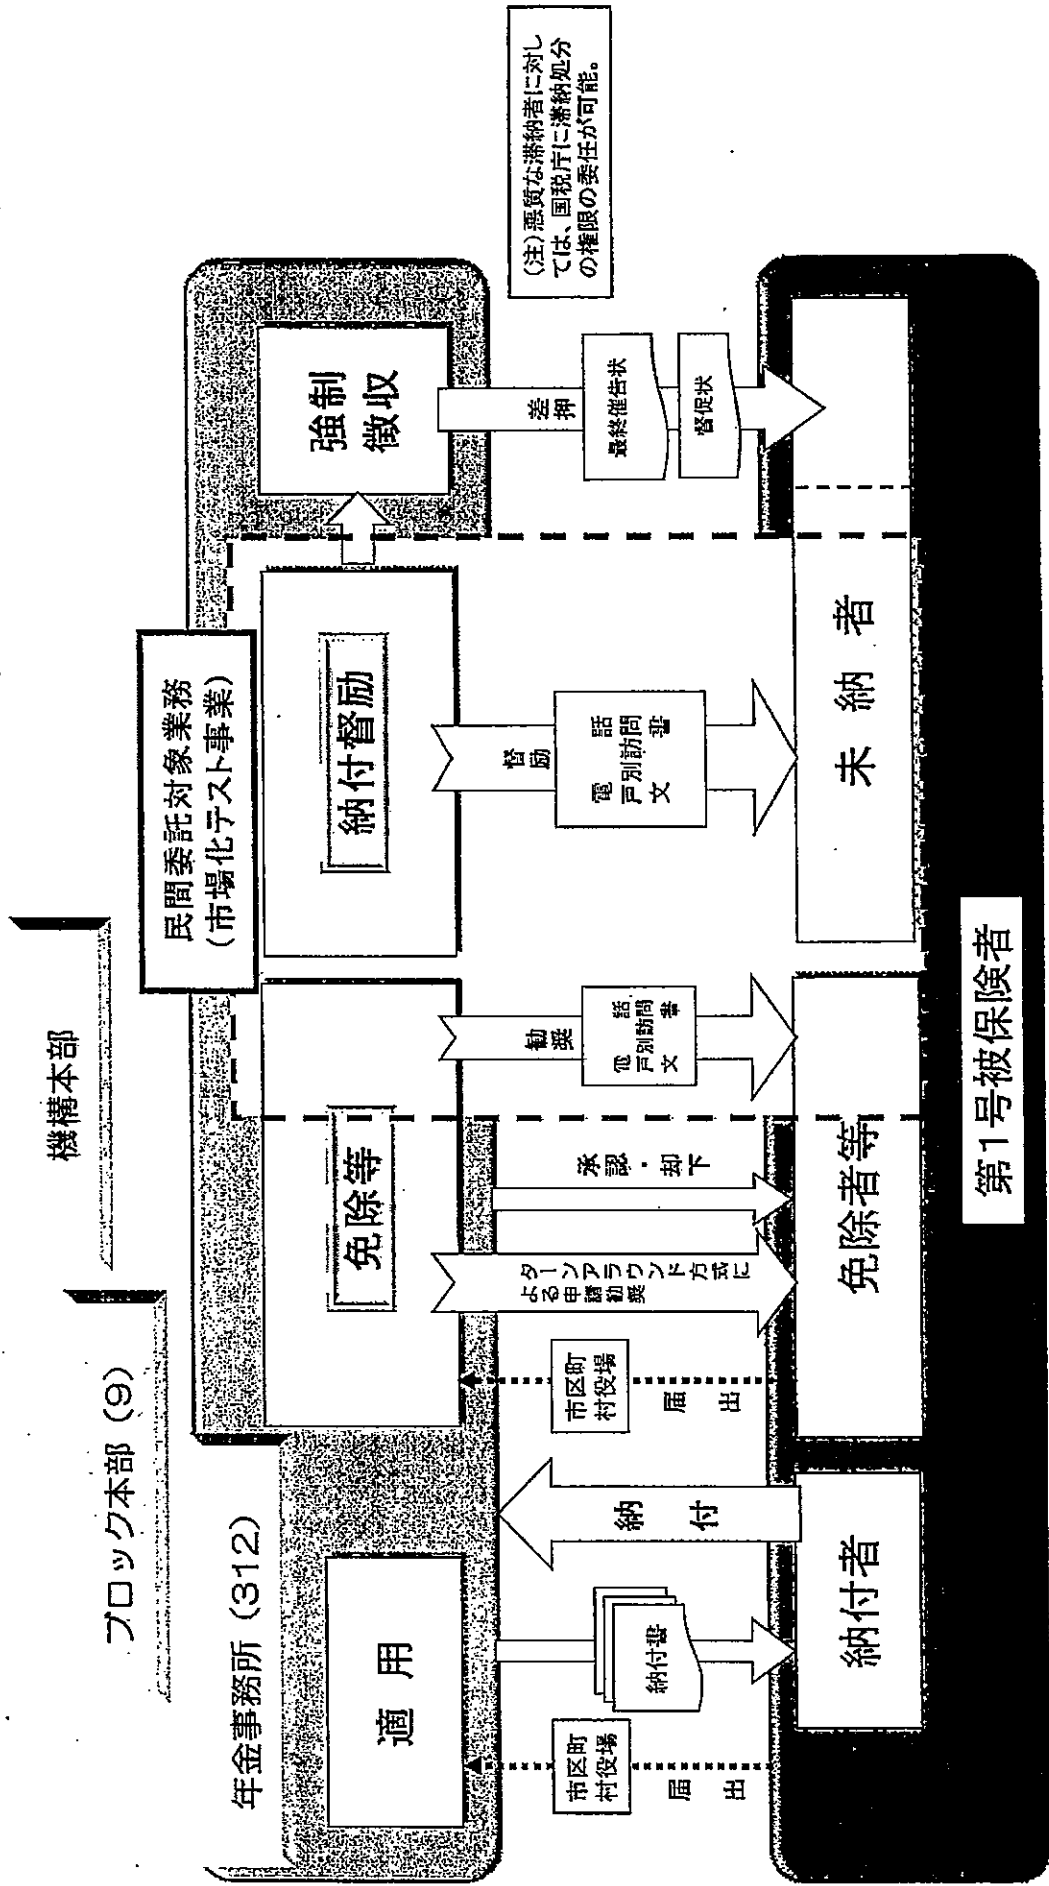 機構本部
ブロック本部(9)
年金事務所(312)
民間委託対象業務
(市場化テスト事業)
適用
免除等
納付督励
強制
徴収
(注)悪質な滞納者に対し
ては、国税庁に滞納処分
の権限の委任が可能。
市区町
村役場
届出
納付書
納付
市区町
村役場
届出
ターンアラウンド方式に
よる申請勧奨
承認・却下
勧奨
電話
戸別訪問
文書
督励
電話
戸別訪問
文書
差押
最終催告状
督促状
納付者
免除者等
未納者
第1号被保険者